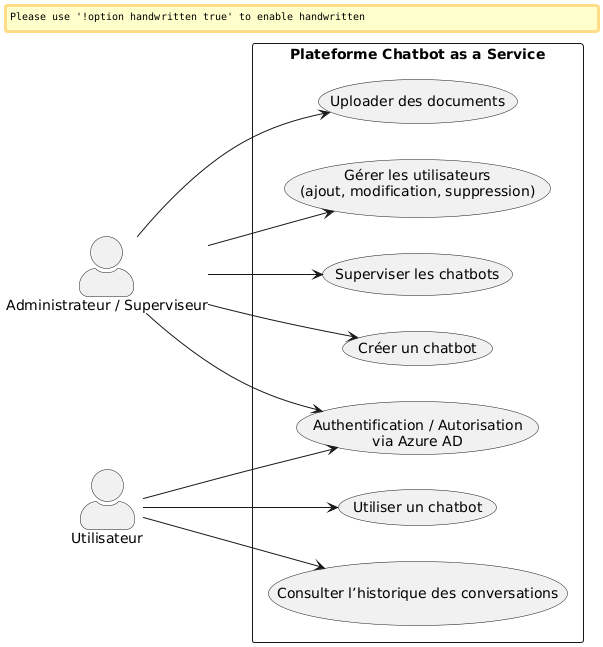 Please use '!option handwritten true' to enable handwritten
Plateforme Chatbot as a Service
Uploader des documents
Gérer les utilisateurs
(ajout, modification, suppression)
Superviser les chatbots
Administrateur / Superviseur
Créer un chatbot
Authentification / Autorisation
via Azure AD
Utiliser un chatbot
Utilisateur
Consulter l’historique des conversations